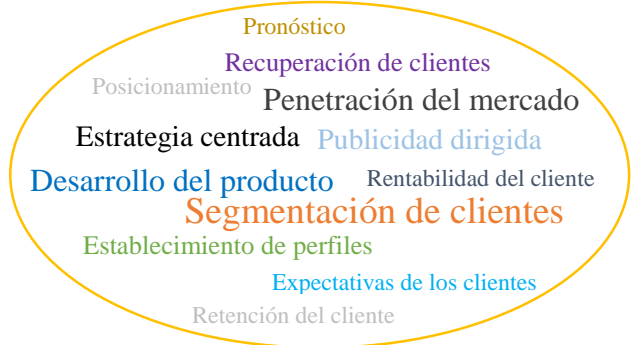 Pronóstico
Recuperación de clientes
Posicionamiento
Penetración del mercado
Estrategia centrada
Publicidad dirigida
Desarrollo del producto
Rentabilidad del cliente
Segmentación de clientes
Establecimiento de perfiles
Expectativas de los clientes
Retención del cliente